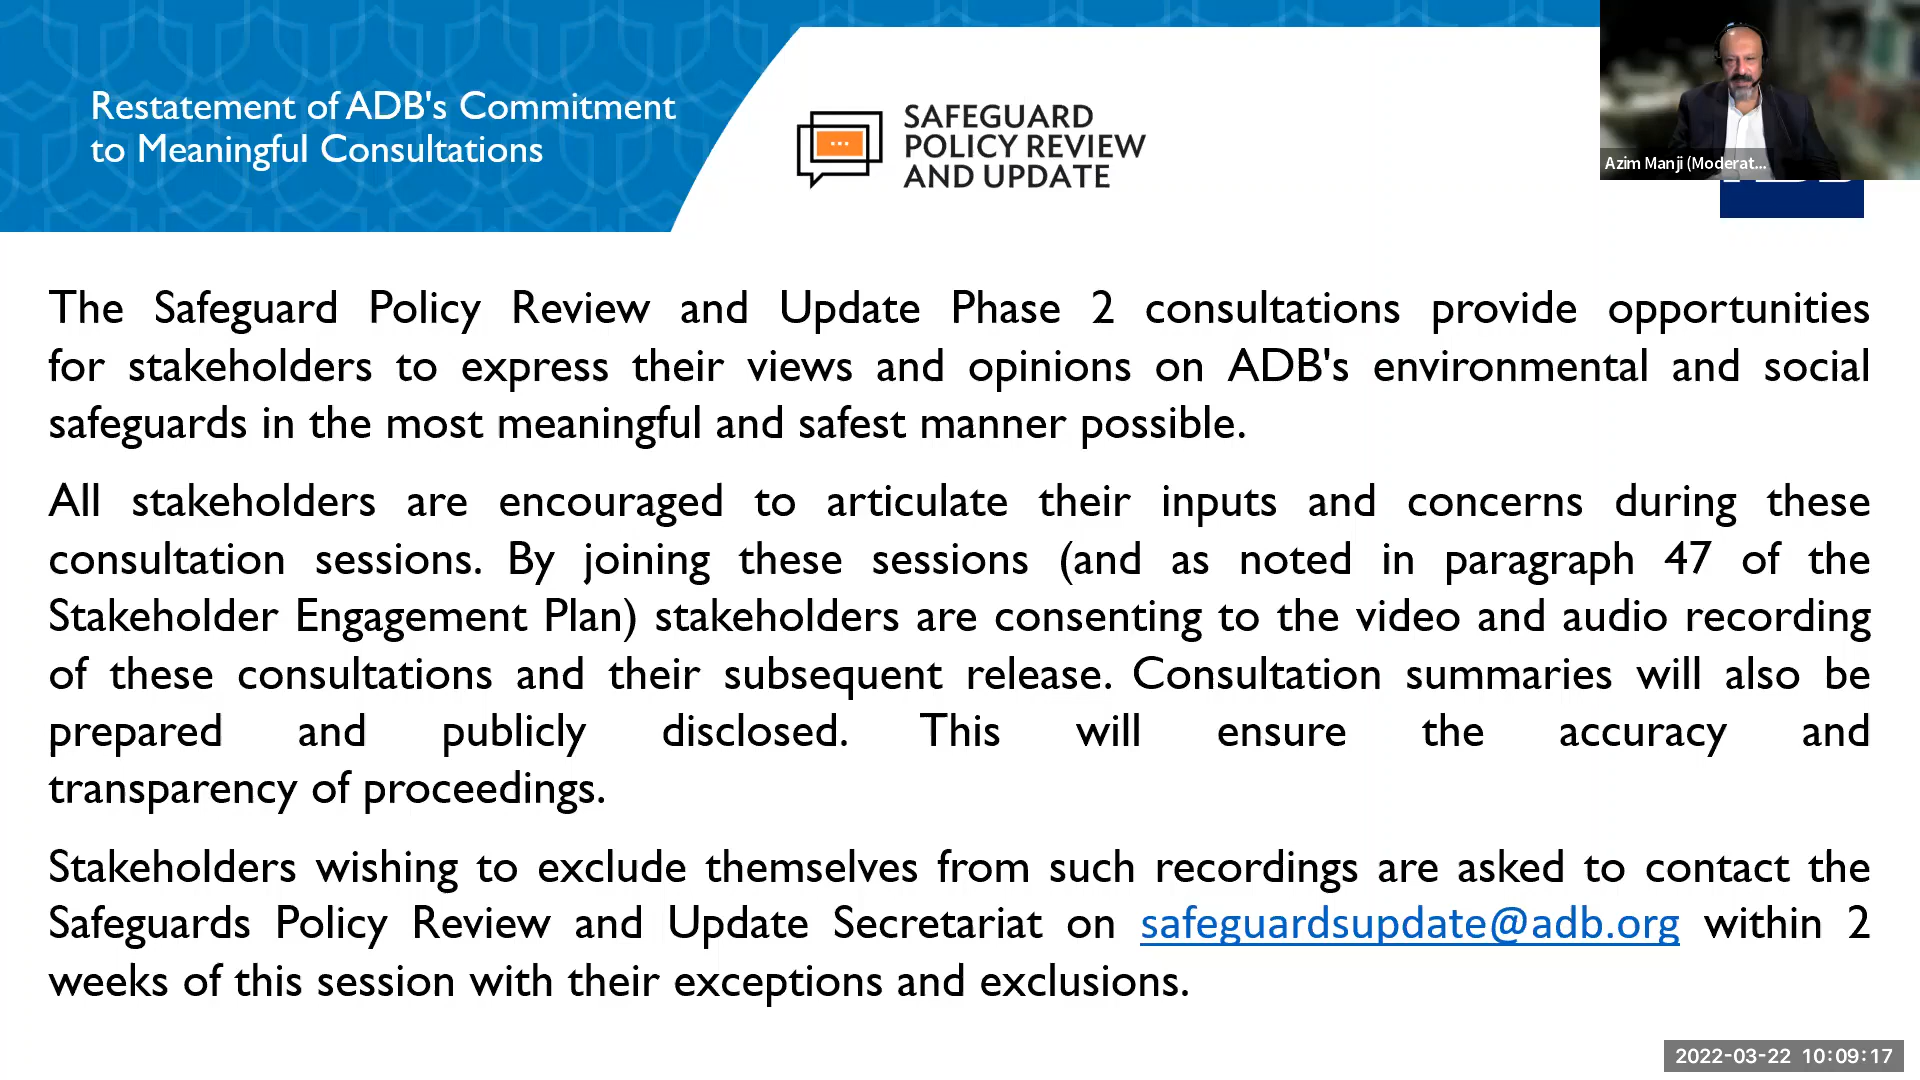 Restatement of ADB's Commitment
to Meaningful Consultations
SAFEGUARD
POLICY REVIEW
AND UPDATE
Azim Manji (Moderat...
The Safeguard Policy Review and Update Phase 2 consultations provide opportunities
for stakeholders to express their views and opinions on ADB's environmental and social
safeguards in the most meaningful and safest manner possible.
All stakeholders are encouraged to articulate their inputs and concerns during these
consultation sessions. By joining these sessions (and as noted in paragraph 47 of the
Stakeholder Engagement Plan) stakeholders are consenting to the video and audio recording
of these consultations and their subsequent release. Consultation summaries will also be
prepared and publicly disclosed. This will ensure the accuracy and
transparency of proceedings.
Stakeholders wishing to exclude themselves from such recordings are asked to contact the
Safeguards Policy Review and Update Secretariat on safeguardsupdate@adb.org within 2
weeks of this session with their exceptions and exclusions.
2022-03-22 10:09:17